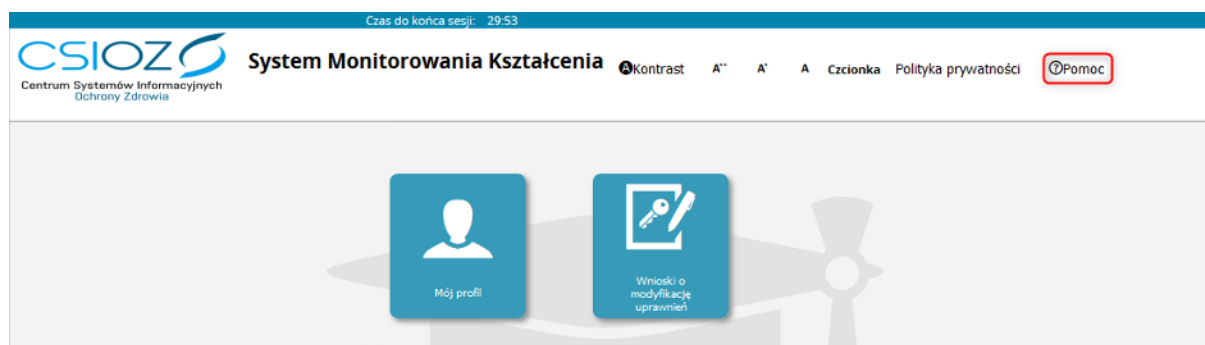 Czas do końca sesji: 29:53
CSIOZ
Centrum Systemów Informacyjnych
Ochrony Zdrowia
System Monitorowania Kształcenia
Kontrast A++ A+ A Czcionka Polityka prywatności Pomoc
Mój profil
Wnioski o
modyfikację
uprawnień